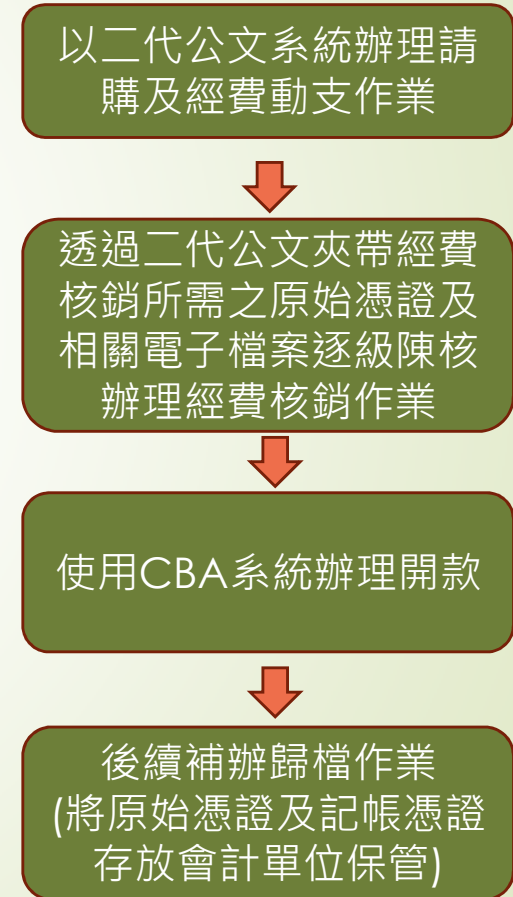 以二代公文系統辦理請
購及經費動支作業
透過二代公文夾帶經費
核銷所需之原始憑證及
相關電子檔案逐級陳核
辦理經費核銷作業
使用CBA系統辦理開款
後續補辦歸檔作業
(將原始憑證及記帳憑證
存放會計單位保管)